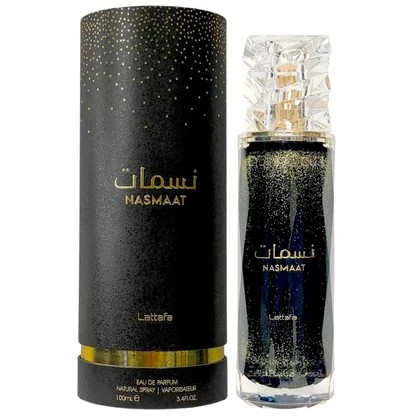 نسمات
NASMAAT
Lattafa
EAU DE PARFUM
NATURAL SPRAY | VAPORISATEUR
100ml e 3.4FL.OZ.
نسمات
NASMAAT
Lattafa